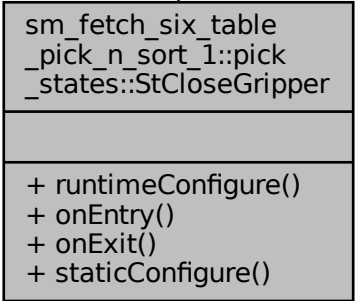 sm_fetch_six_table
_pick_n_sort_1::pick
_states::StCloseGripper
+ runtimeConfigure()
+ onEntry()
+ onExit()
+ staticConfigure()